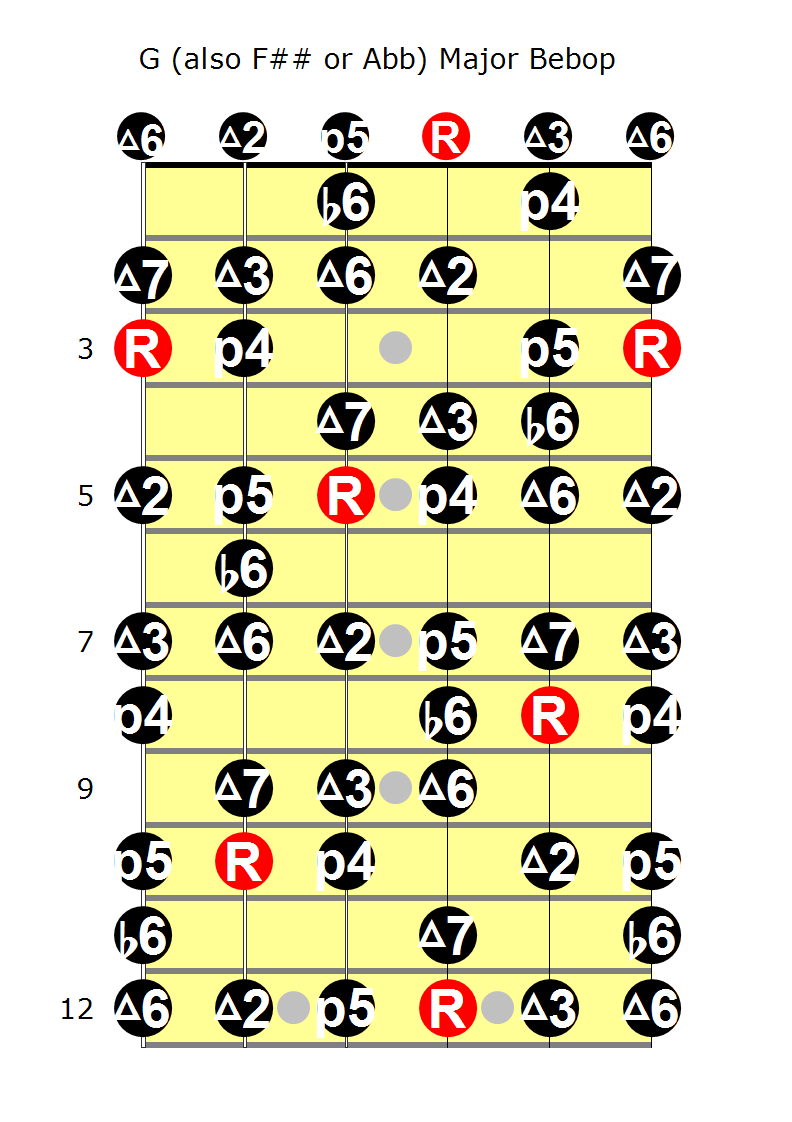 G (also F## or Abb) Major Bebop
Δ6 Δ2 p5 R Δ3 Δ6
♭6 p4
Δ7 Δ3 Δ6 Δ2 Δ7
3 R p4 p5 R
Δ7 Δ3 ♭6
5 Δ2 p5 R p4 Δ6 Δ2
♭6
7 Δ3 Δ6 Δ2 p5 Δ7 Δ3
p4 ♭6 R p4
9 Δ7 Δ3 Δ6
p5 R p4 Δ2 p5
♭6 Δ7 ♭6
12 Δ6 Δ2 p5 R Δ3 Δ6